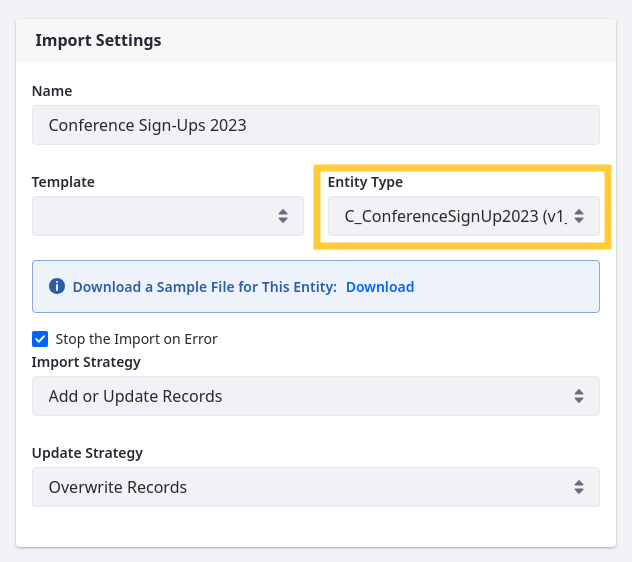 Import Settings
Name
Conference Sign-Ups 2023
Template
Entity Type
C_ConferenceSignUp2023 (v1_
Download a Sample File for This Entity: Download
Stop the Import on Error
Import Strategy
Add or Update Records
Update Strategy
Overwrite Records